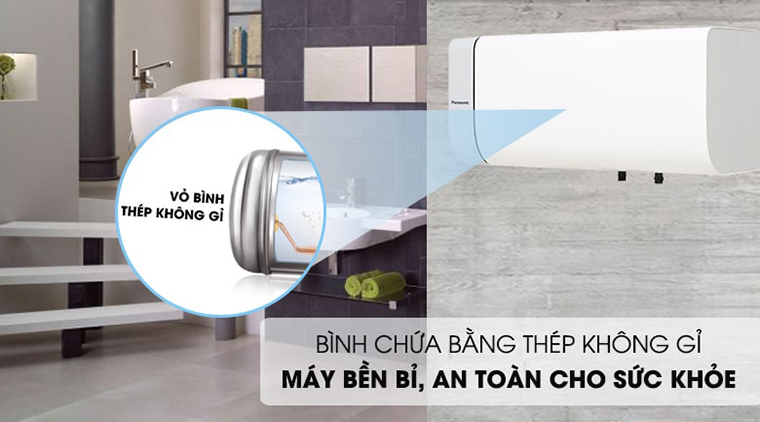 Panasonic
VỎ BÌNH
THÉP KHÔNG GỈ
BÌNH CHỨA BẰNG THÉP KHÔNG GỈ
MÁY BỀN BỈ, AN TOÀN CHO SỨC KHỎE